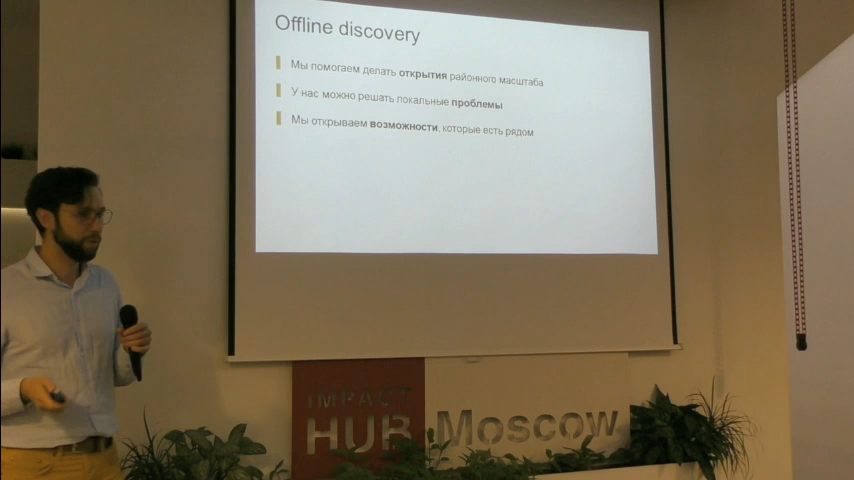 Offline discovery
Мы помогаем делать открытия районного масштаба
У нас можно решать локальные проблемы
Мы открываем возможности, которые есть рядом
IMPACT
HUB Moscow